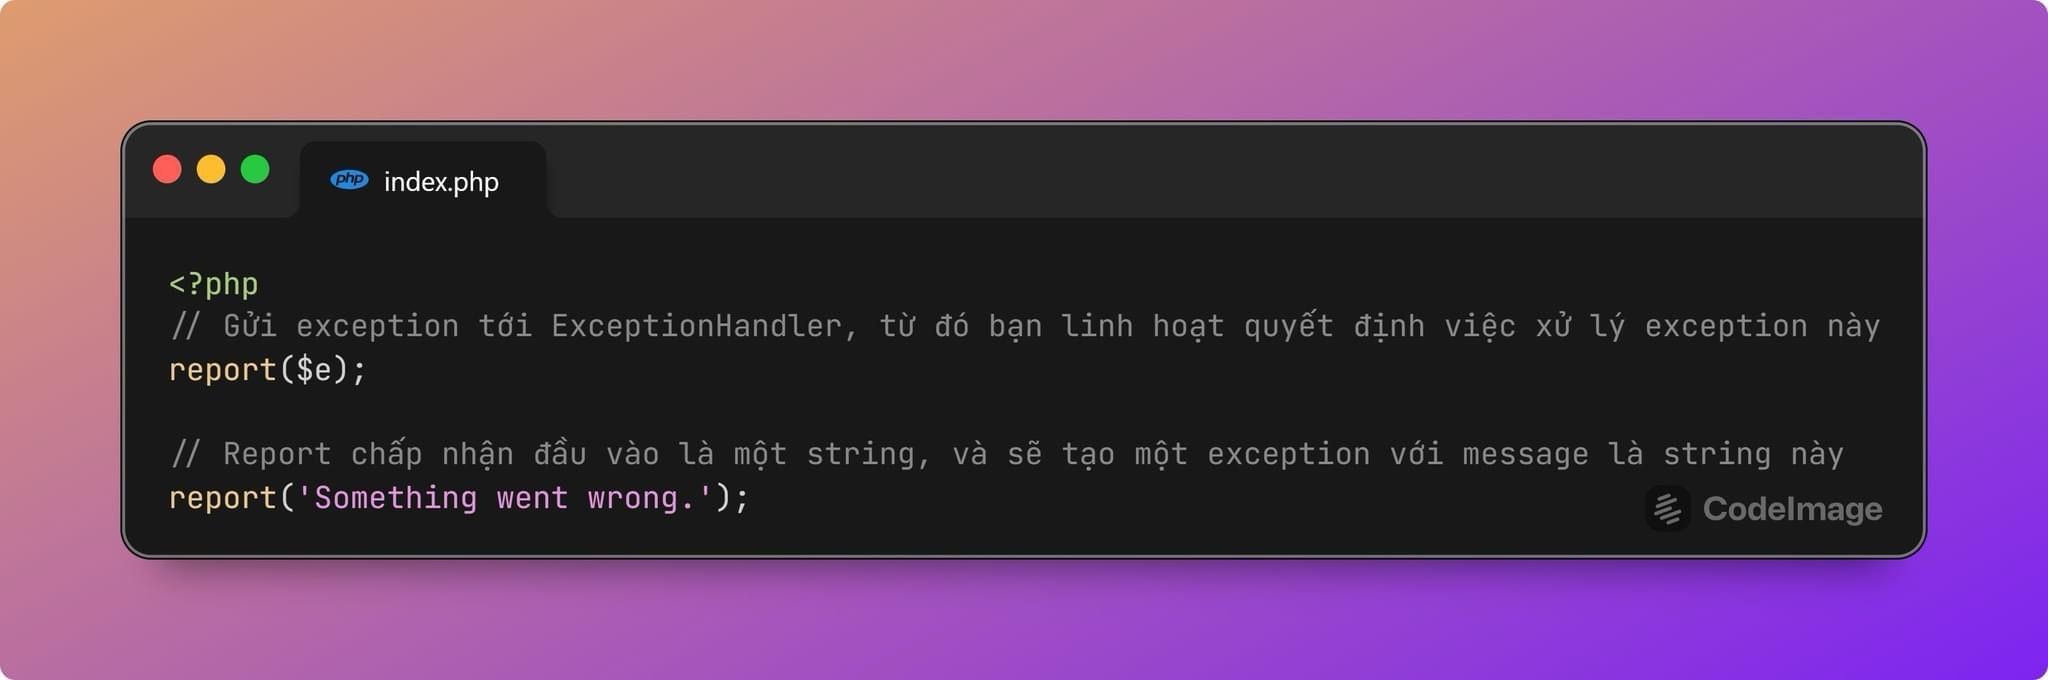 php index.php
<?php
// Gửi exception tới ExceptionHandler, từ đó bạn linh hoạt quyết định việc xử lý exception này
report($e);
// Report chấp nhận đầu vào là một string, và sẽ tạo một exception với message là string này
report('Something went wrong.');
CodeImage